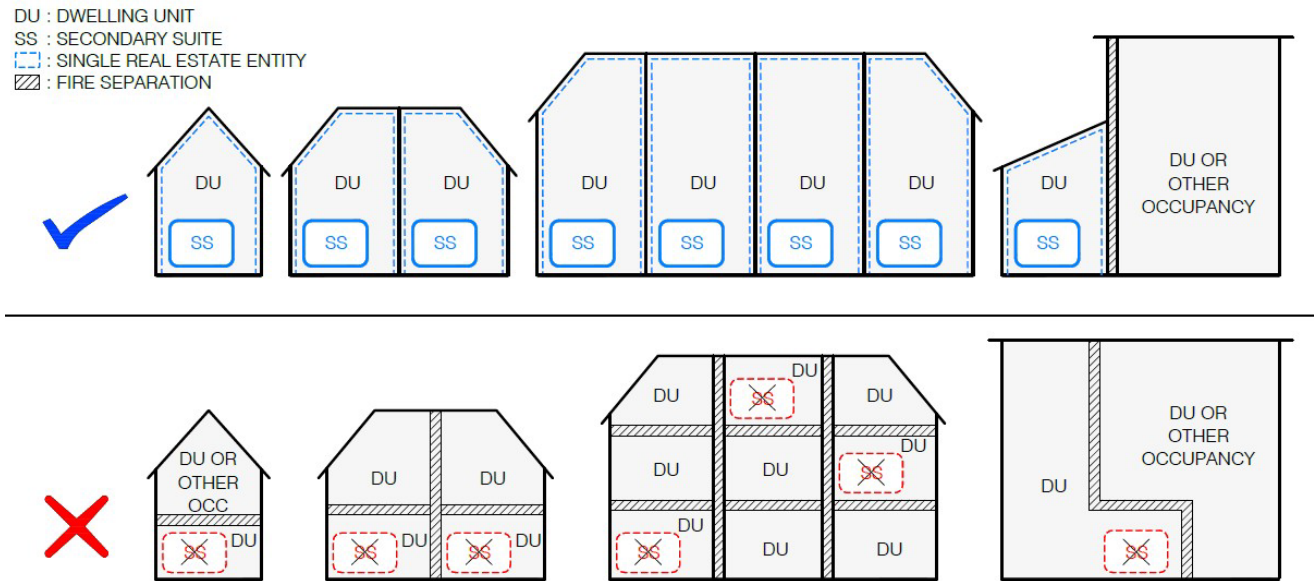 DU : DWELLING UNIT
SS : SECONDARY SUITE
: SINGLE REAL ESTATE ENTITY
: FIRE SEPARATION
DU
DU
DU
DU
DU
DU
DU
DU
DU OR
OTHER
OCCUPANCY
SS
SS
SS
SS
SS
SS
SS
SS
DU OR
OTHER
OCC
SS
DU
DU
DU
SS
DU
SS
DU
DU
SS
DU
DU
DU
DU
SS
DU
SS
DU
DU
DU
DU
DU OR
OTHER
OCCUPANCY
SS